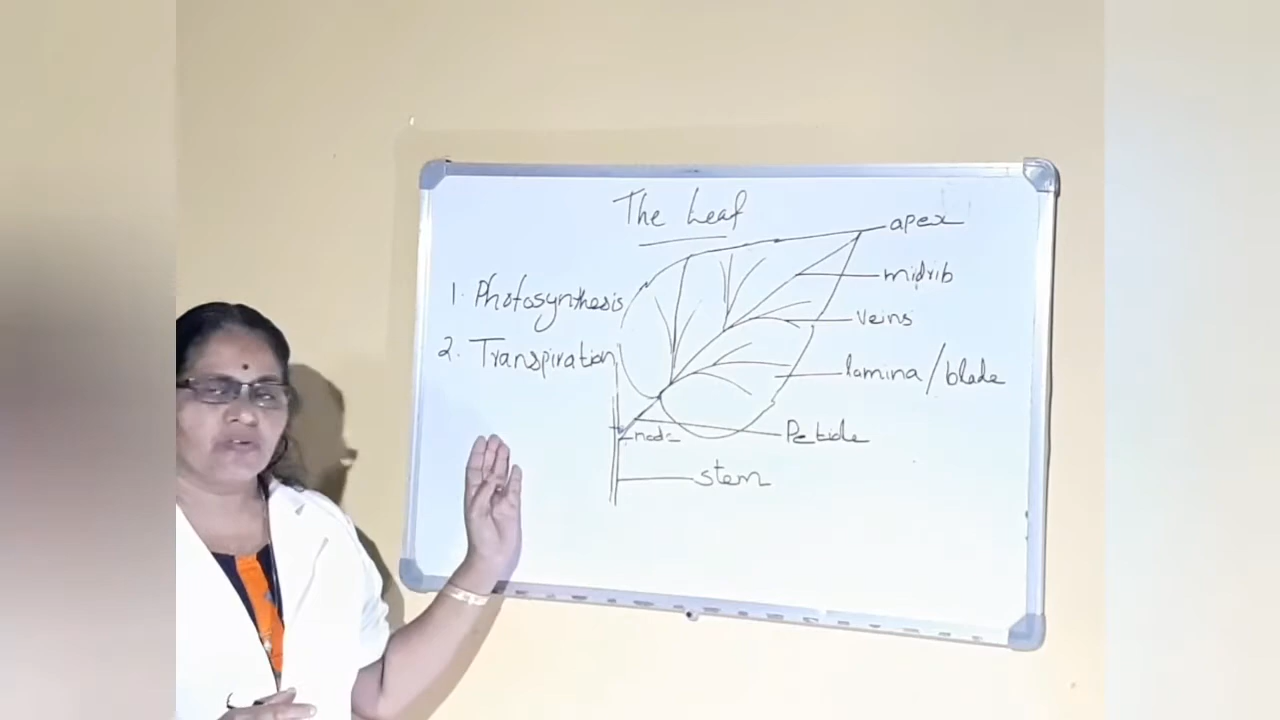 The Leaf
apex
midrib
1. Photosynthesis
veins
2. Transpiration
lamina/blade
node
Petiole
stem